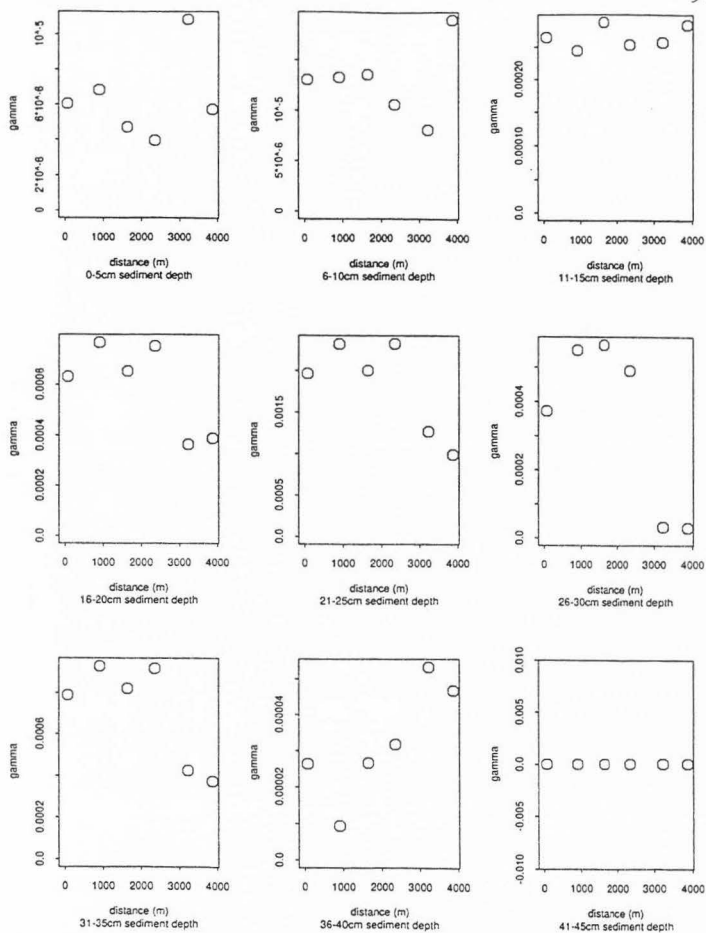 gamma
10^-5
6*10^-6
2*10^-6
0
0 1000 2000 3000 4000
distance (m)
0-5cm sediment depth
gamma
10^-5
5*10^-6
0
0 1000 2000 3000 4000
distance (m)
6-10cm sediment depth
gamma
0.00020
0.00010
0.0
0 1000 2000 3000 4000
distance (m)
11-15cm sediment depth
gamma
0.0006
0.0004
0.0002
0.0
0 1000 2000 3000 4000
distance (m)
16-20cm sediment depth
gamma
0.0015
0.0005
0.0
0 1000 2000 3000 4000
distance (m)
21-25cm sediment depth
gamma
0.0004
0.0002
0.0
0 1000 2000 3000 4000
distance (m)
26-30cm sediment depth
gamma
0.0006
0.0002
0.0
0 1000 2000 3000 4000
distance (m)
31-35cm sediment depth
gamma
0.00004
0.00002
0.0
0 1000 2000 3000 4000
distance (m)
36-40cm sediment depth
gamma
0.010
0.005
0.0
-0.005
-0.010
0 1000 2000 3000 4000
distance (m)
41-45cm sediment depth